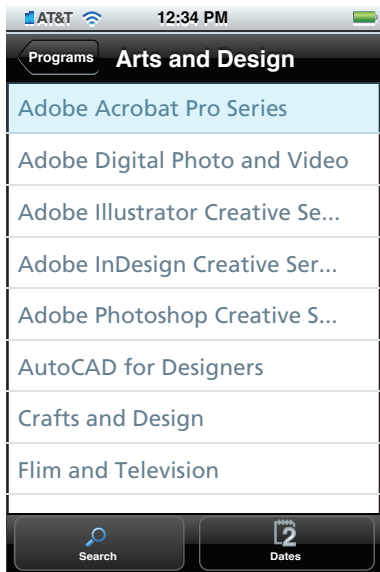 AT&T 12:34 PM
Programs Arts and Design
Adobe Acrobat Pro Series
Adobe Digital Photo and Video
Adobe Illustrator Creative Se...
Adobe InDesign Creative Ser...
Adobe Photoshop Creative S...
AutoCAD for Designers
Crafts and Design
Flim and Television
2
Search Dates